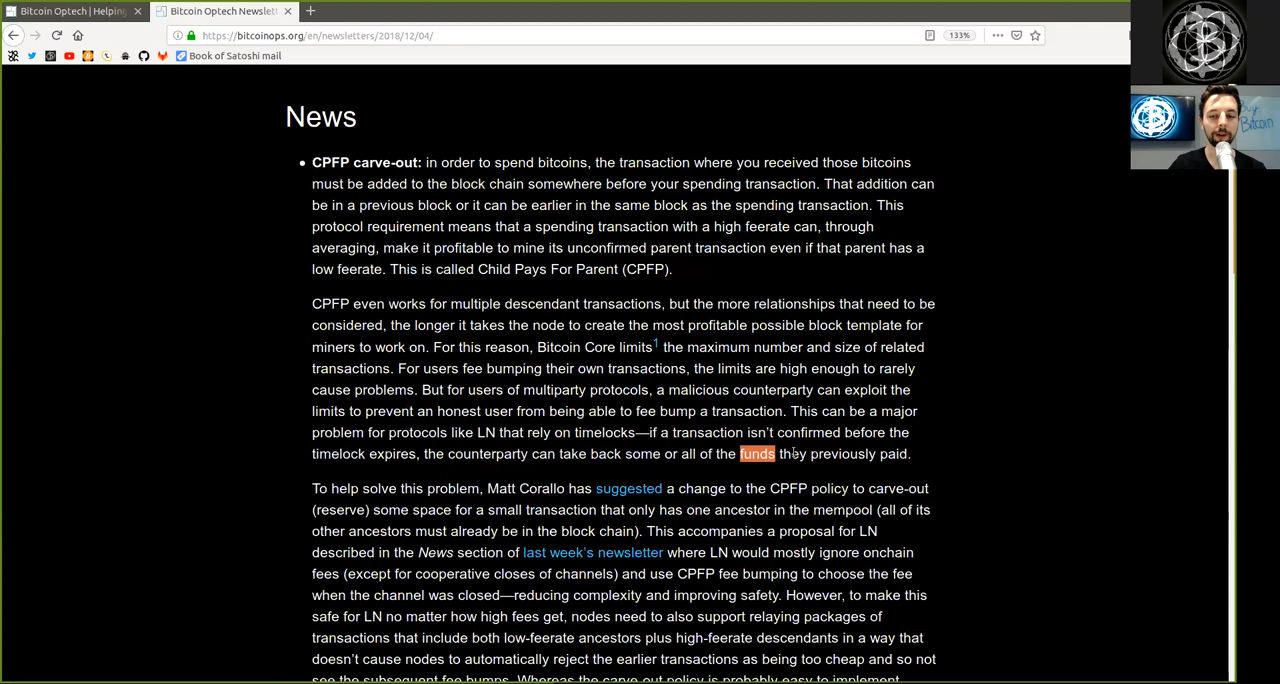 Bitcoin Optech | Helping
Bitcoin Optech Newslett
https://bitcoinops.org/en/newsletters/2018/12/04/
133%
Book of Satoshi mail
Buy
Bitcoin
News
CPFP carve-out: in order to spend bitcoins, the transaction where you received those bitcoins
must be added to the block chain somewhere before your spending transaction. That addition can
be in a previous block or it can be earlier in the same block as the spending transaction. This
protocol requirement means that a spending transaction with a high feerate can, through
averaging, make it profitable to mine its unconfirmed parent transaction even if that parent has a
low feerate. This is called Child Pays For Parent (CPFP).
CPFP even works for multiple descendant transactions, but the more relationships that need to be
considered, the longer it takes the node to create the most profitable possible block template for
miners to work on. For this reason, Bitcoin Core limits1 the maximum number and size of related
transactions. For users fee bumping their own transactions, the limits are high enough to rarely
cause problems. But for users of multiparty protocols, a malicious counterparty can exploit the
limits to prevent an honest user from being able to fee bump a transaction. This can be a major
problem for protocols like LN that rely on timelocks—if a transaction isn't confirmed before the
timelock expires, the counterparty can take back some or all of the funds they previously paid.
To help solve this problem, Matt Corallo has suggested a change to the CPFP policy to carve-out
(reserve) some space for a small transaction that only has one ancestor in the mempool (all of its
other ancestors must already be in the block chain). This accompanies a proposal for LN
described in the News section of last week's newsletter where LN would mostly ignore onchain
fees (except for cooperative closes of channels) and use CPFP fee bumping to choose the fee
when the channel was closed—reducing complexity and improving safety. However, to make this
safe for LN no matter how high fees get, nodes need to also support relaying packages of
transactions that include both low-feerate ancestors plus high-feerate descendants in a way that
doesn't cause nodes to automatically reject the earlier transactions as being too cheap and so not
see the subsequent fee bumps. Whereas the carve-out policy is probably easy to implement